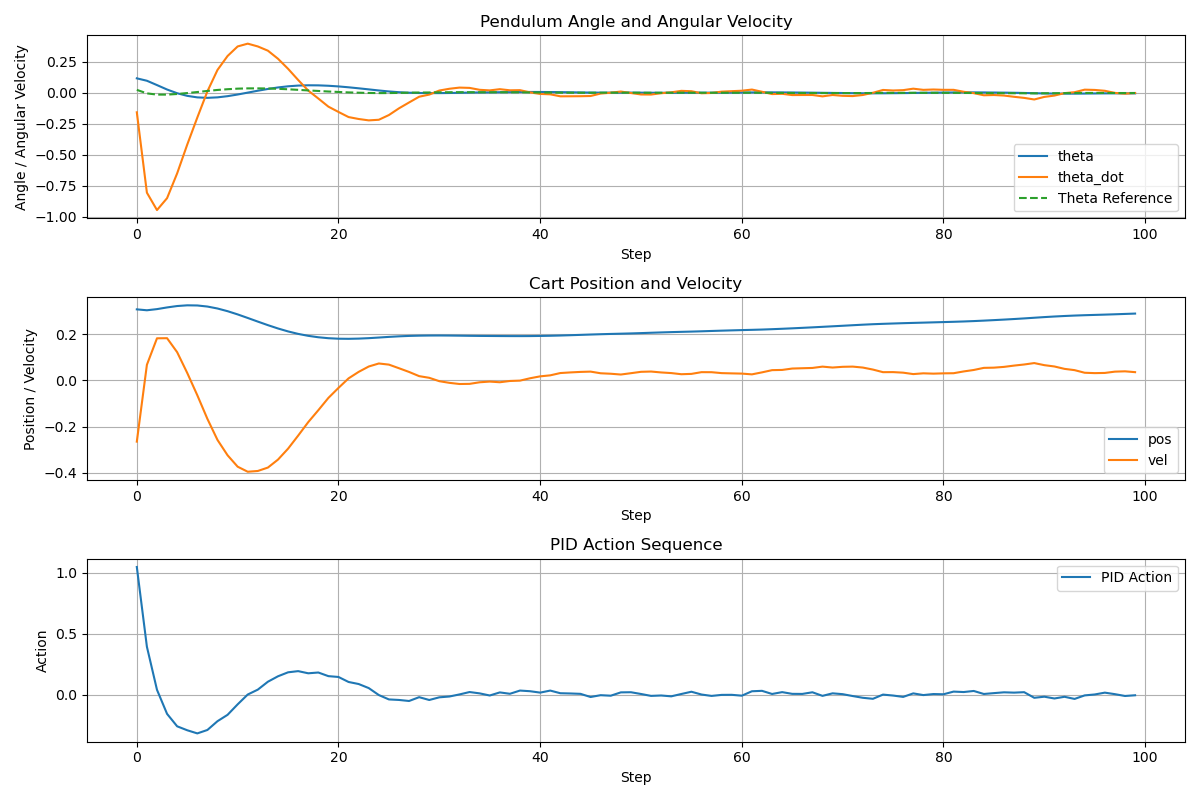 Pendulum Angle and Angular Velocity
Angle / Angular Velocity
0.25
0.00
−0.25
−0.50
−0.75
−1.00
theta
theta_dot
Theta Reference
0 20 40 60 80 100
Step
Cart Position and Velocity
Position / Velocity
0.2
0.0
−0.2
−0.4
pos
vel
0 20 40 60 80 100
Step
PID Action Sequence
Action
1.0
0.5
0.0
PID Action
0 20 40 60 80 100
Step